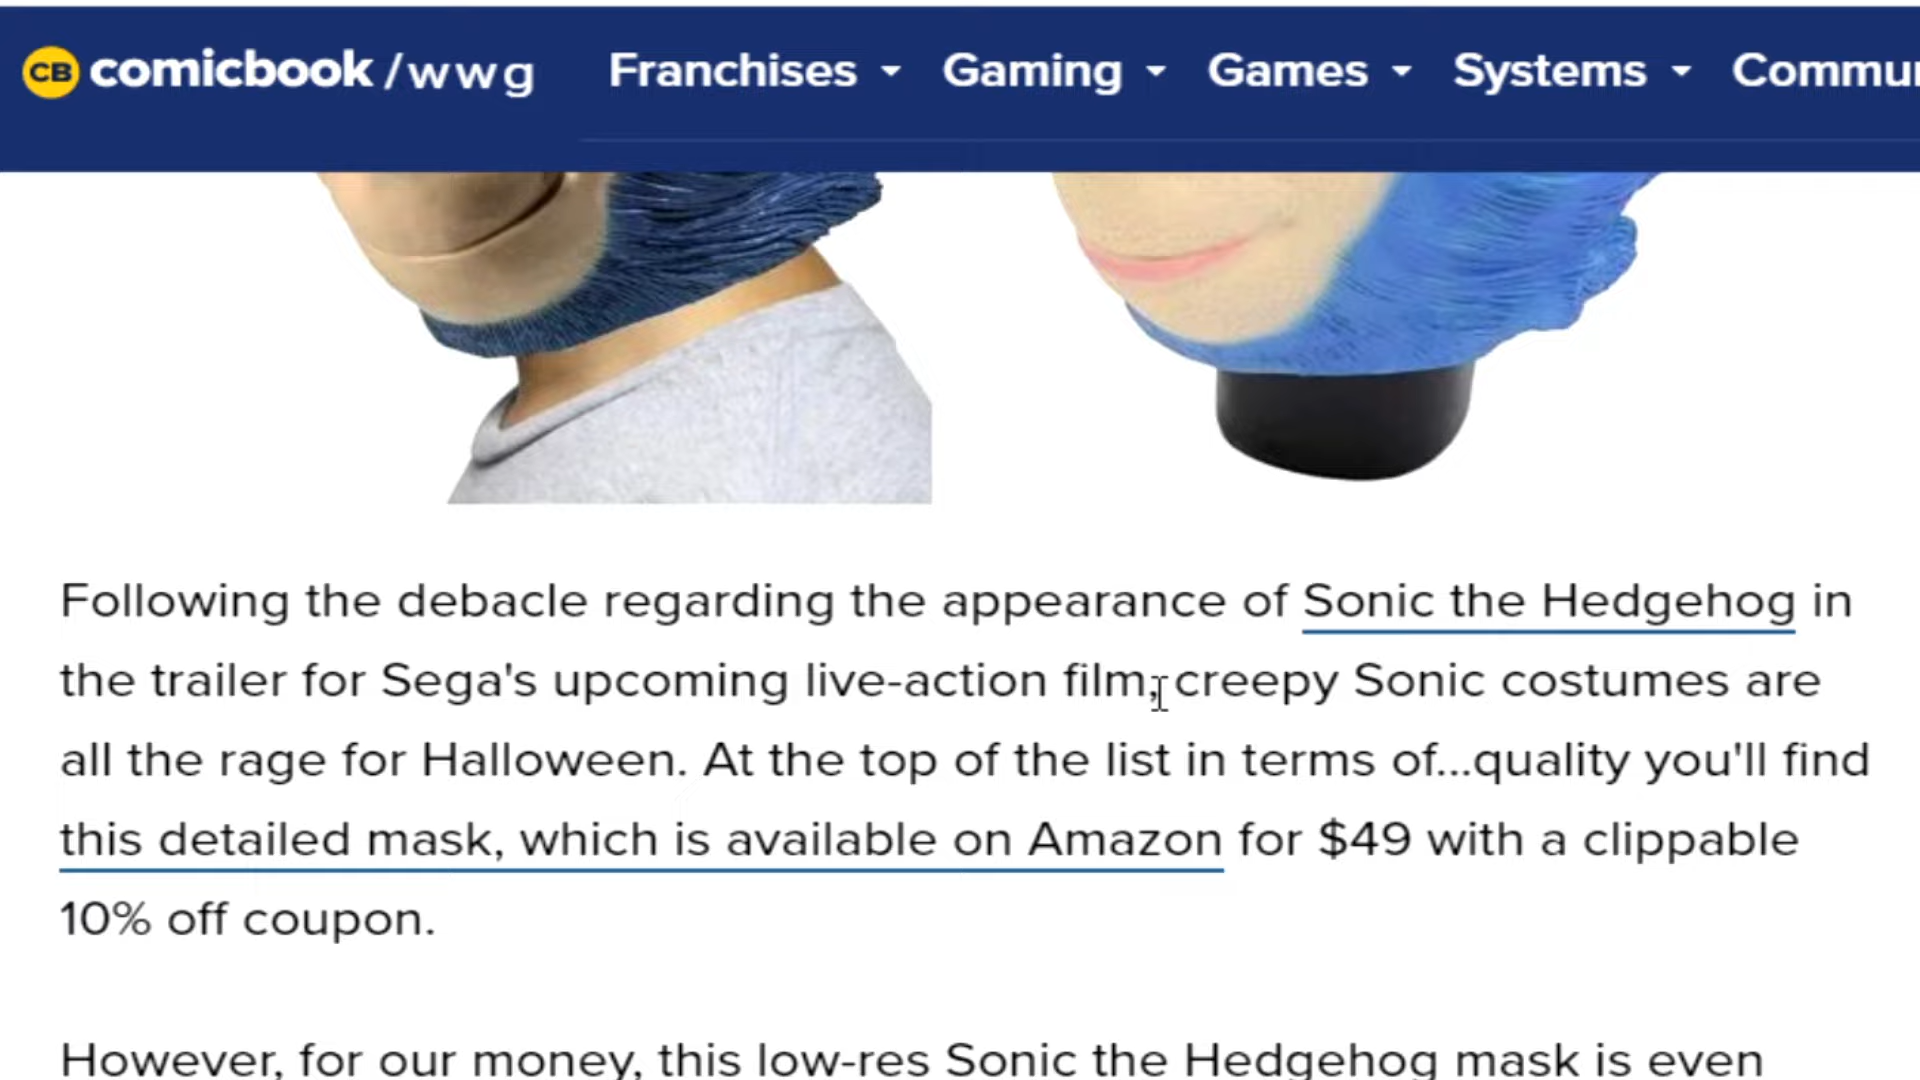 CB comicbook /wwg Franchises Gaming Games Systems Commun
Following the debacle regarding the appearance of Sonic the Hedgehog in
the trailer for Sega's upcoming live-action film, creepy Sonic costumes are
all the rage for Halloween. At the top of the list in terms of...quality you'll find
this detailed mask, which is available on Amazon for $49 with a clippable
10% off coupon.
However, for our money, this low-res Sonic the Hedgehog mask is even